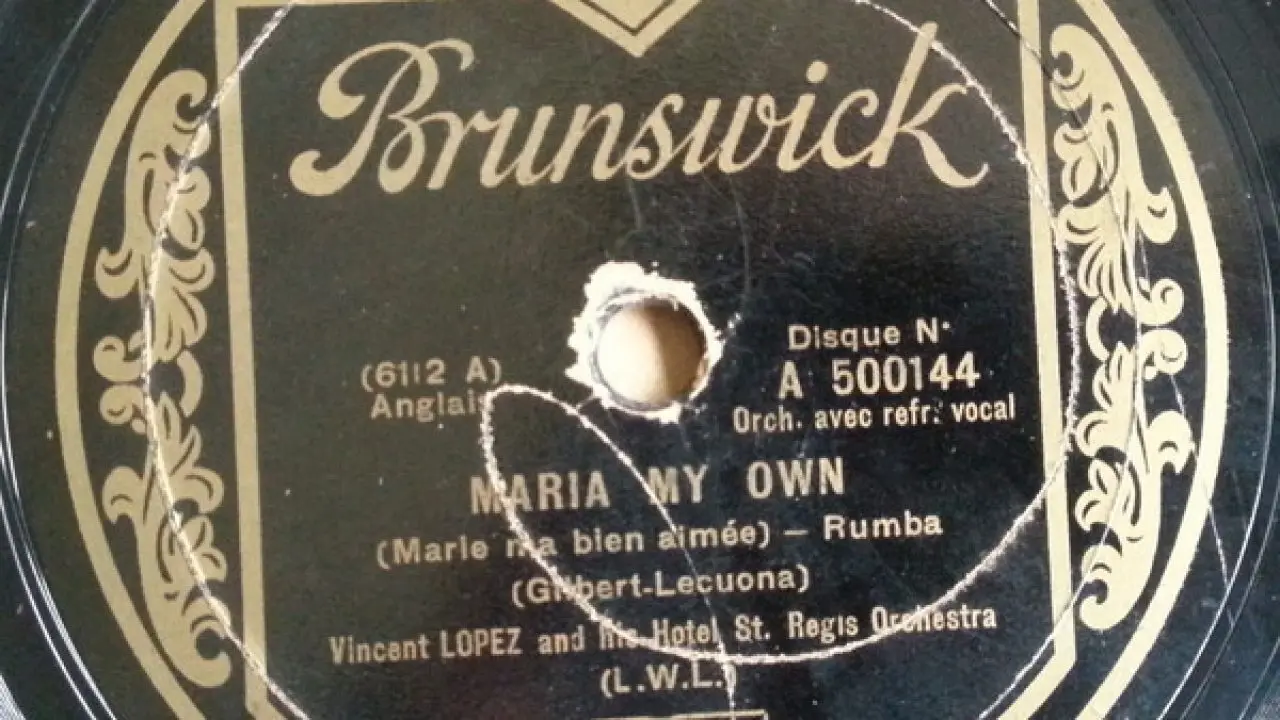 Brunswick
Disque N°
(6112 A)
A 500144
Anglais
Orch. avec refr. vocal
MARIA MY OWN
(Marie ma bien aimée) — Rumba
(Gilbert-Lecuona)
Vincent LOPEZ and his Hotel St. Regis Orchestra
(L.W.L.)